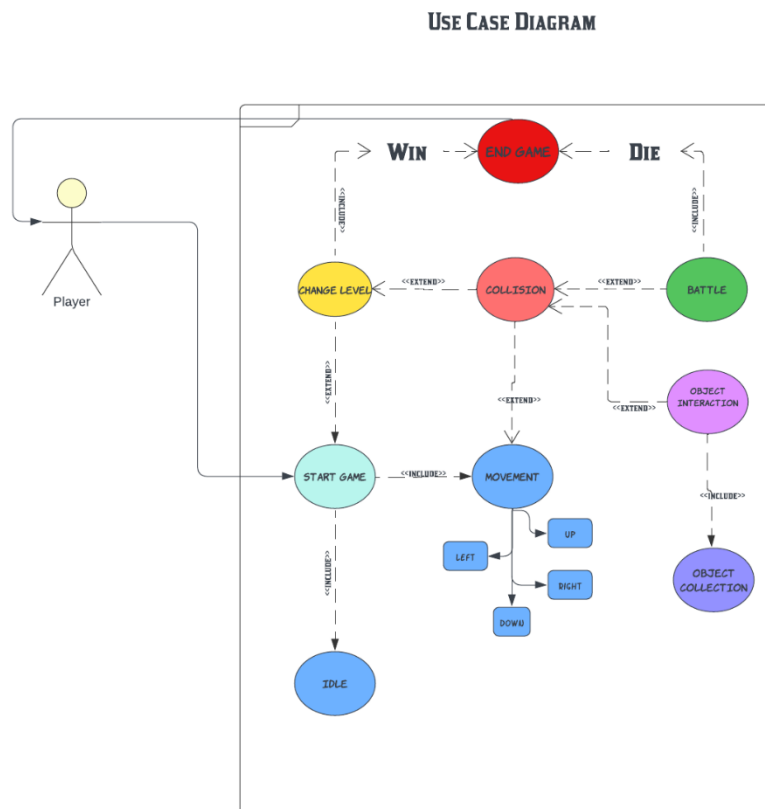 USE CASE DIAGRAM
WIN
END GAME
DIE
<<INCLUDE>>
<<INCLUDE>>
Player
CHANGE LEVEL
<<EXTEND>>
COLLISION
<<EXTEND>>
BATTLE
<<EXTEND>>
<<EXTEND>>
OBJECT
INTERACTION
<<EXTEND>>
START GAME
<<INCLUDE>>
MOVEMENT
<<INCLUDE>>
UP
LEFT
<<INCLUDE>>
RIGHT
OBJECT
COLLECTION
DOWN
IDLE